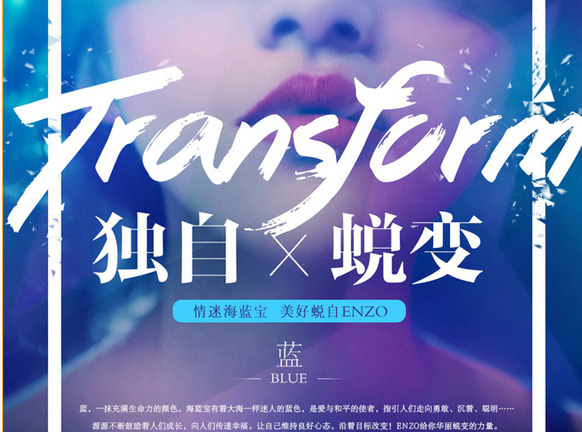 Transform
独自×蜕变
情迷海蓝宝 美好蜕自ENZO
蓝
BLUE
蓝，一抹充满生命力的颜色。海蓝宝有着大海一样迷人的蓝色，是爱与和平的使者，指引人们走向勇敢、沉着、聪明……
源源不断鼓励着人们成长，向人们传递幸福。让自己维持良好心态，沿着目标改变！ENZO给你华丽蜕变的力量。